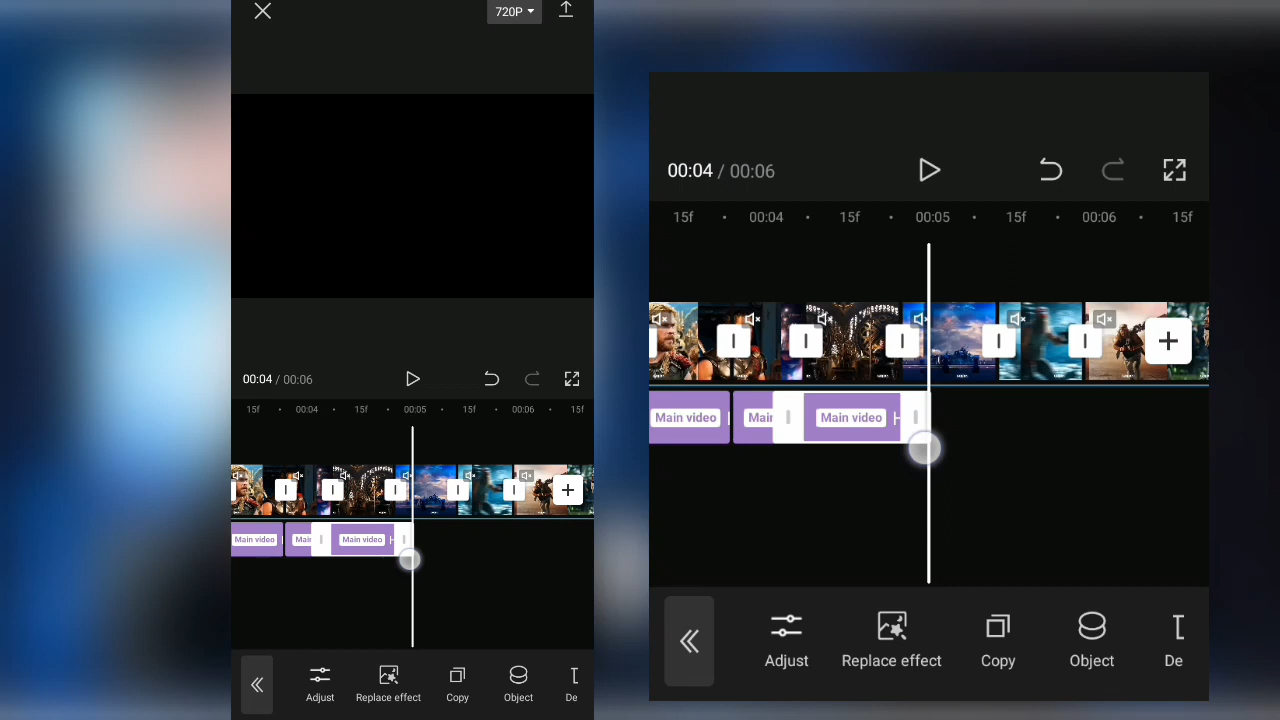 720P
00:04 / 00:06
15f 00:04 15f 00:05 15f 00:06 15f
Main video
Mai
Main video
Adjust
Replace effect
Copy
Object
De
00:04 / 00:06
15f 00:04 15f 00:05 15f 00:06 15f
Main video
Mai
Main video
Adjust
Replace effect
Copy
Object
De